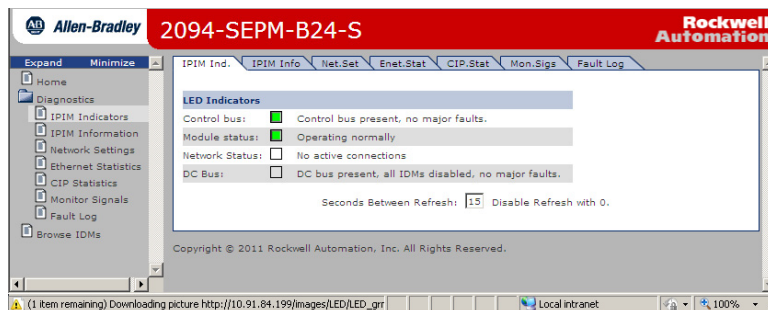 AB Allen-Bradley 2094-SEPM-B24-S Rockwell Automation
Expand Minimize
Home
Diagnostics
IPIM Indicators
IPIM Information
Network Settings
Ethernet Statistics
CIP Statistics
Monitor Signals
Fault Log
Browse IDMs
IPIM Ind. IPIM Info Net.Set Enet.Stat CIP.Stat Mon.Sigs Fault Log
LED Indicators
Control bus: Control bus present, no major faults.
Module status: Operating normally
Network Status: No active connections
DC Bus: DC bus present, all IDMs disabled, no major faults.
Seconds Between Refresh: 15 Disable Refresh with 0.
Copyright © 2011 Rockwell Automation, Inc. All Rights Reserved.
(1 item remaining) Downloading picture http://10.91.84.199/images/LED/LED_grr Local intranet 100%